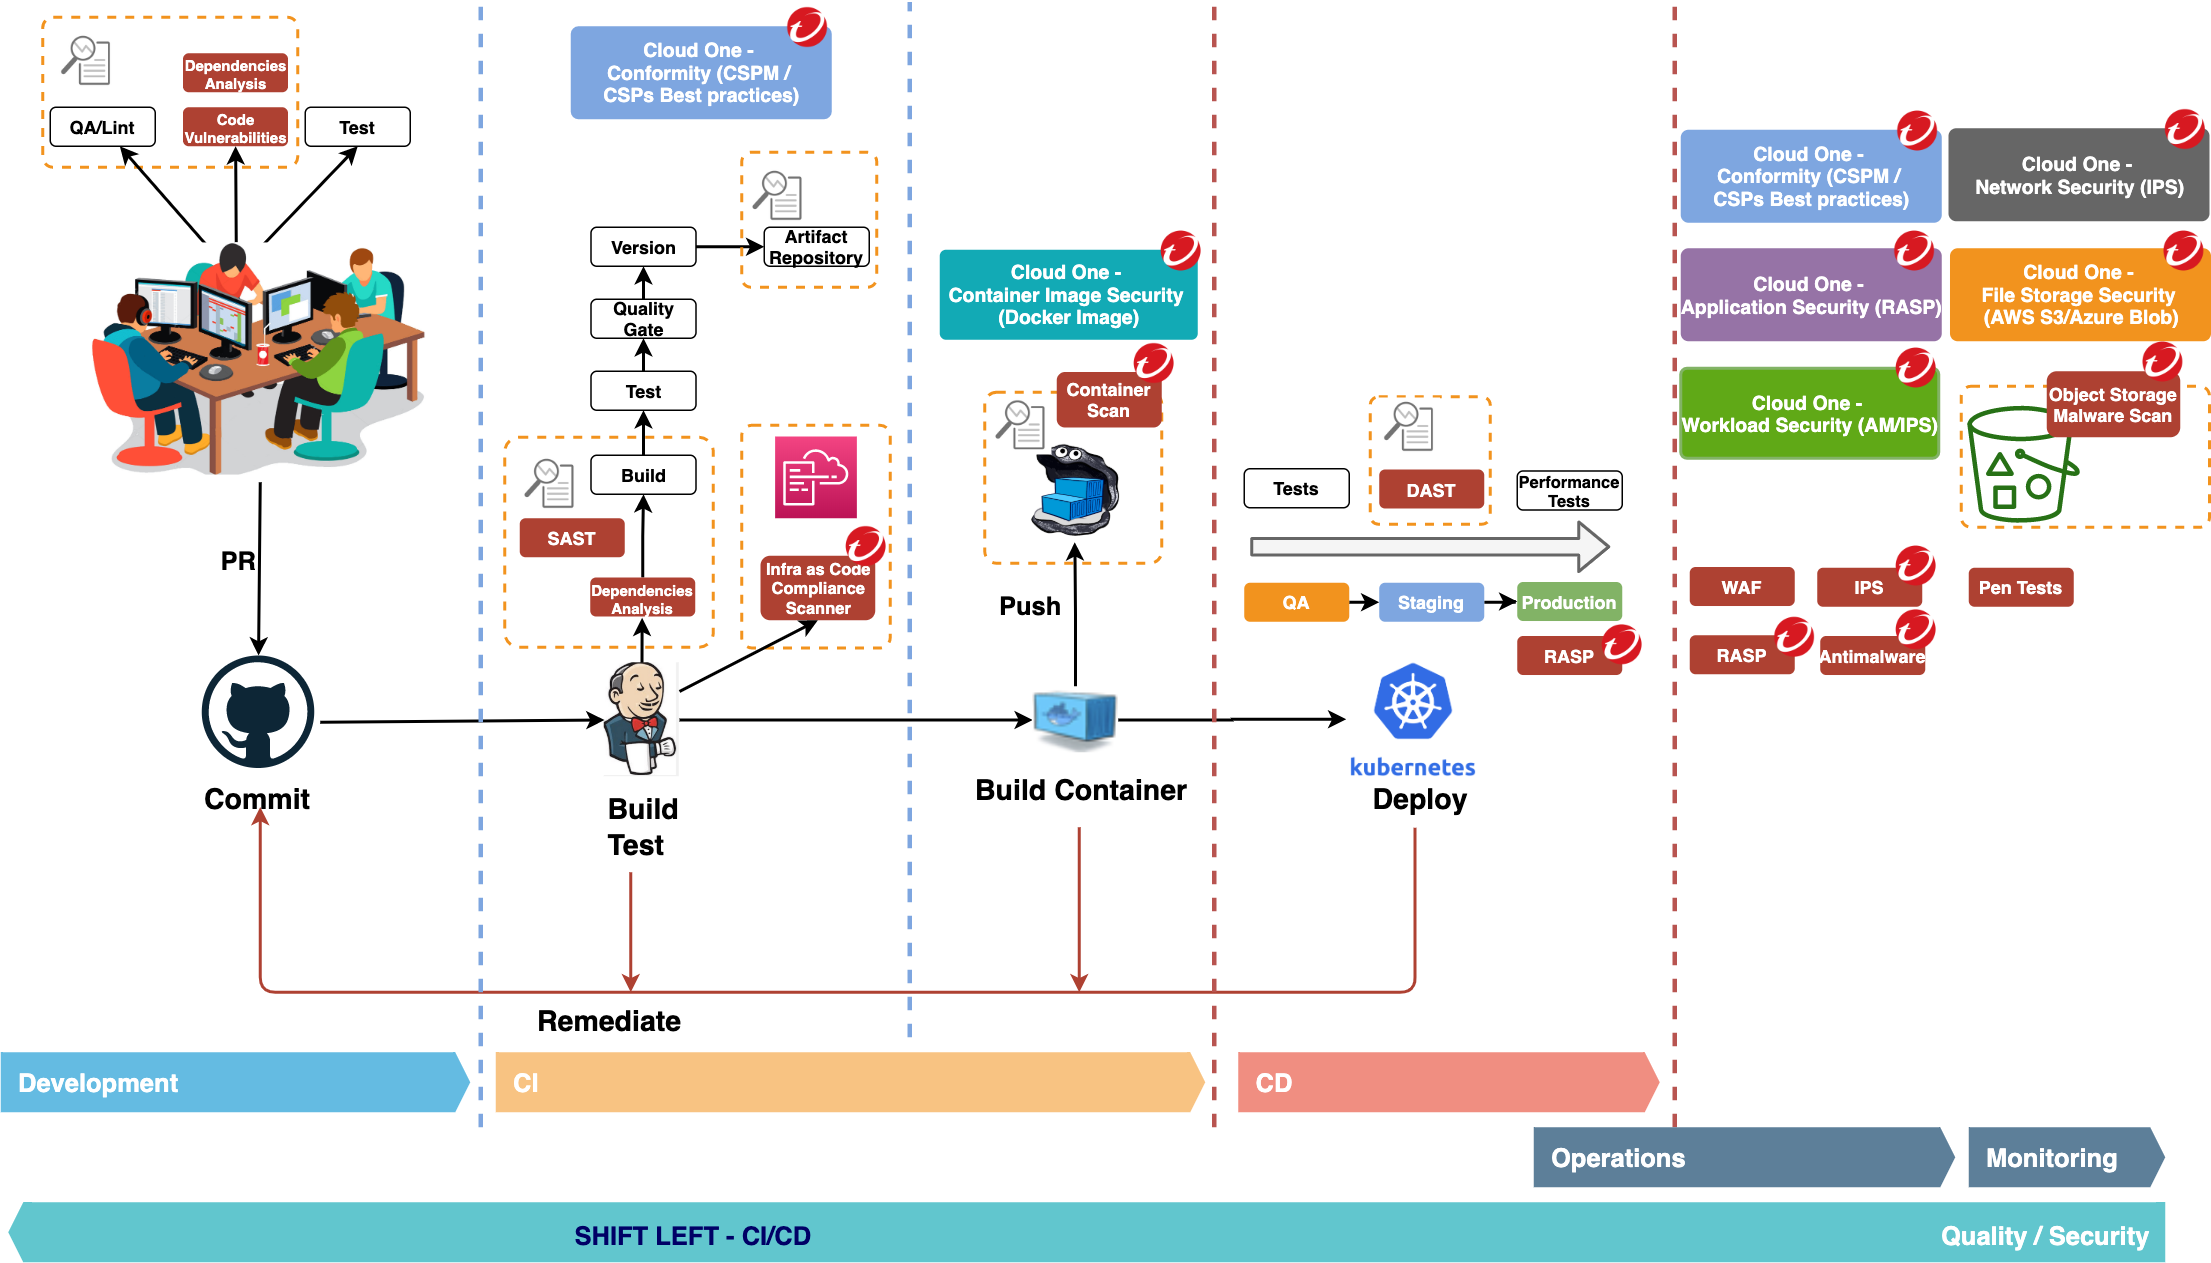 Dependencies
Analysis
QA/Lint
Code
Vulnerabilities
Test
PR
Commit
Cloud One -
Conformity (CSPM /
CSPs Best practices)
Version
Artifact
Repository
Quality
Gate
Test
Build
SAST
Dependencies
Analysis
Infra as Code
Compliance
Scanner
Build
Test
Cloud One -
Container Image Security
(Docker Image)
Container
Scan
Push
Build Container
Tests
DAST
Performance
Tests
QA
Staging
Production
RASP
kubernetes
Deploy
Cloud One -
Conformity (CSPM /
CSPs Best practices)
Cloud One -
Network Security (IPS)
Cloud One -
Application Security (RASP)
Cloud One -
File Storage Security
(AWS S3/Azure Blob)
Cloud One -
Workload Security (AM/IPS)
Object Storage
Malware Scan
WAF
IPS
Pen Tests
RASP
Antimalware
Remediate
Development
CI
CD
Operations
Monitoring
SHIFT LEFT - CI/CD
Quality / Security